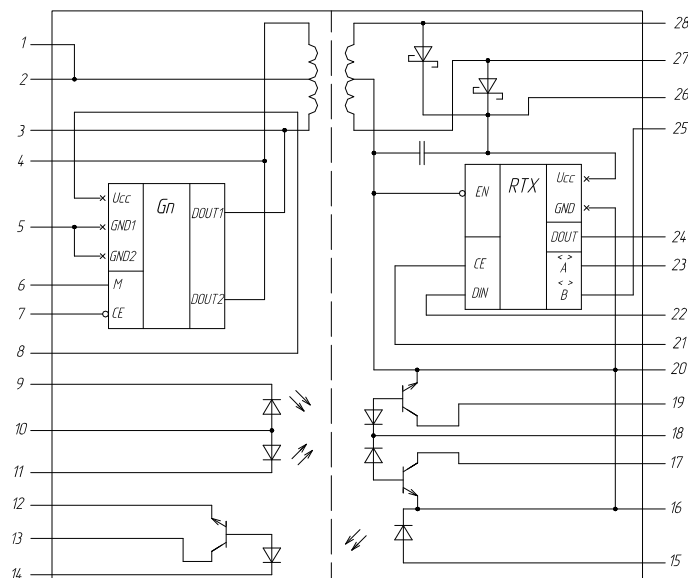 1
2
3
4
5
6
7
8
9
10
11
12
13
14
Ucc
GND1
GND2
M
CE
Gn
DOUT1
DOUT2
EN
CE
DIN
RTX
Ucc
GND
DOUT
< >
A
< >
B
28
27
26
25
24
23
22
21
20
19
18
17
16
15